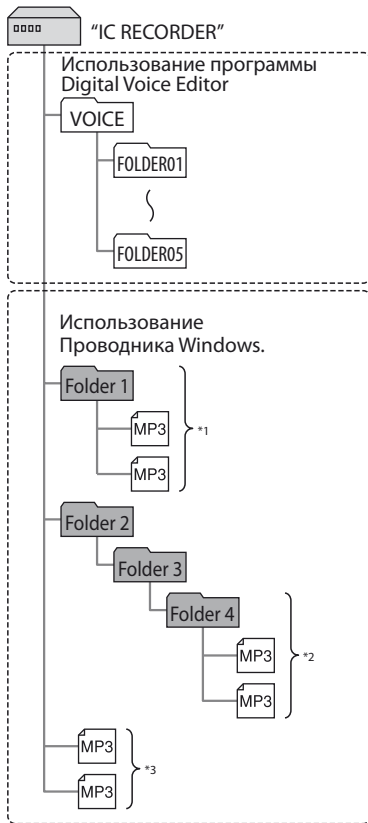 “IC RECORDER”
Использование программы
Digital Voice Editor
VOICE
FOLDER01
FOLDER05
Использование
Проводника Windows.
Folder 1
MP3
*1
MP3
Folder 2
Folder 3
Folder 4
MP3
*2
MP3
MP3
*3
MP3